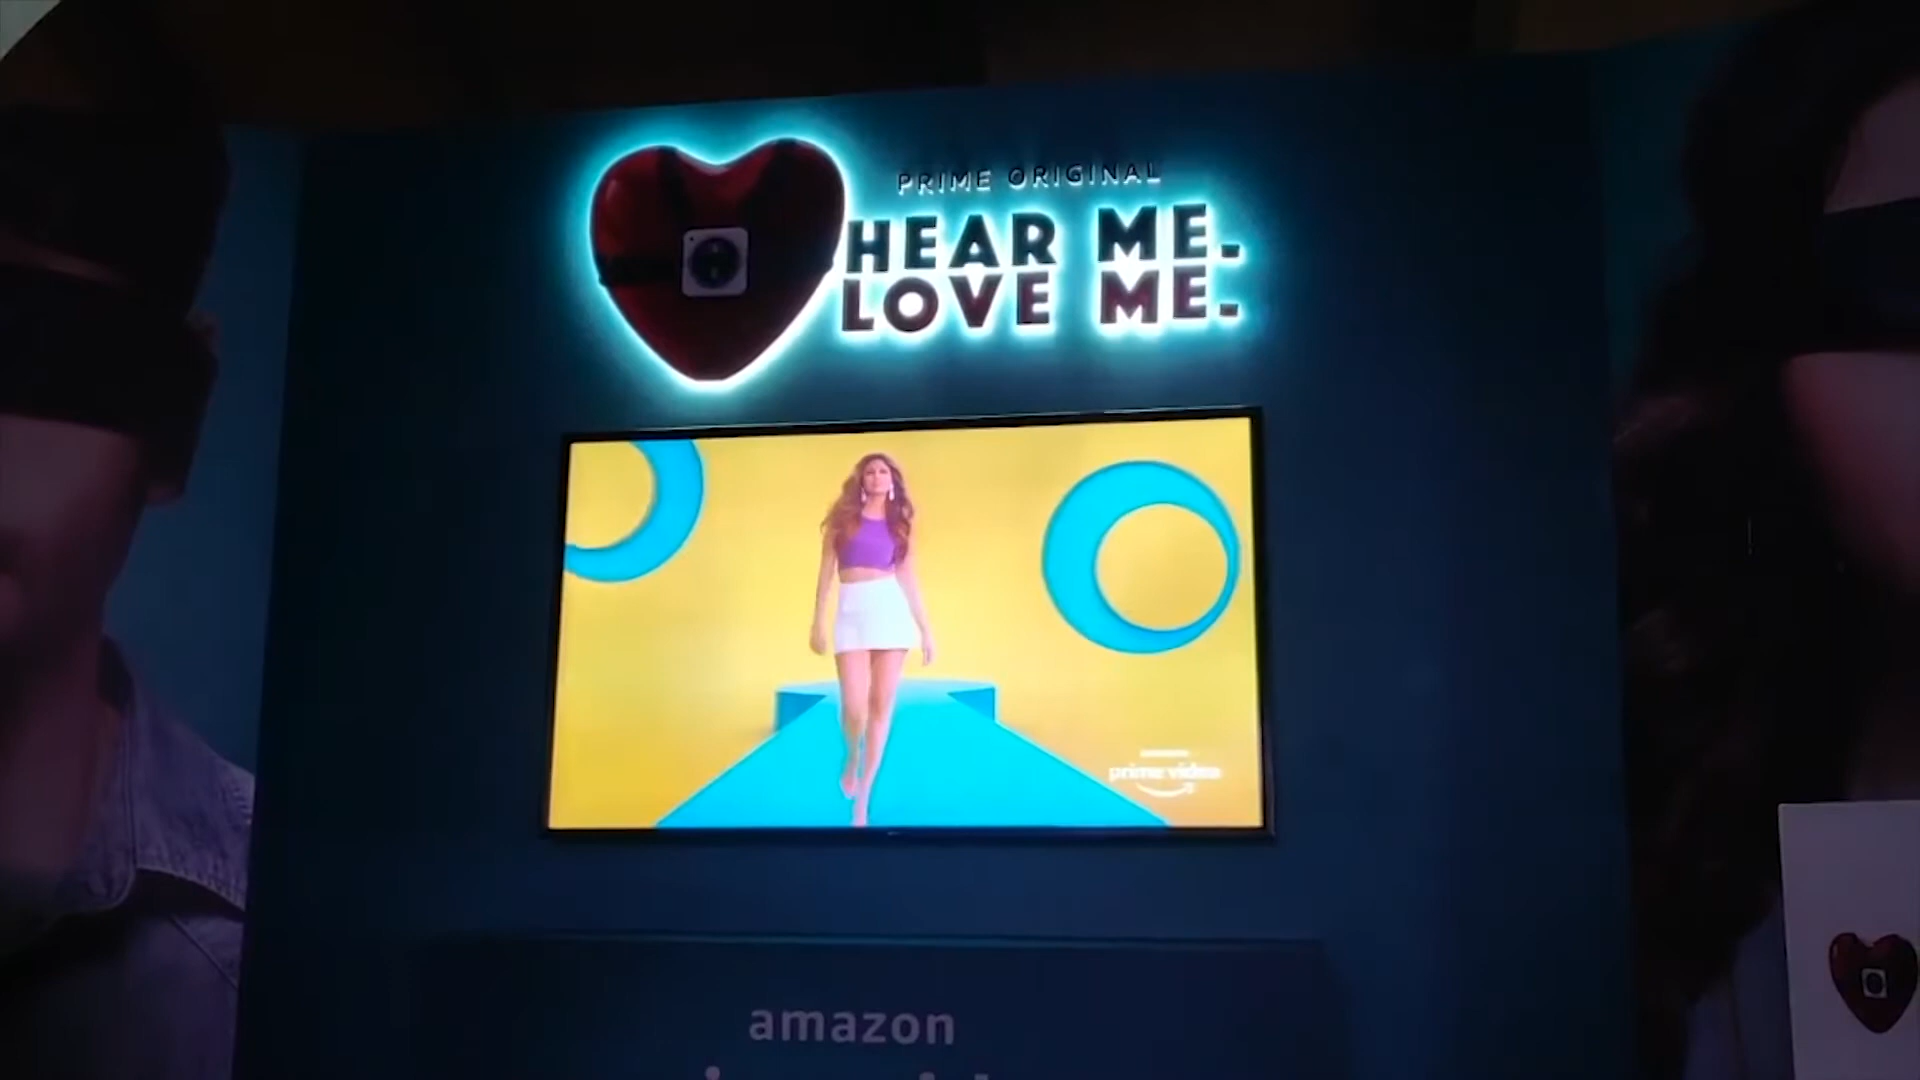 PRIME ORIGINAL
HEAR ME.
LOVE ME.
prime video
amazon